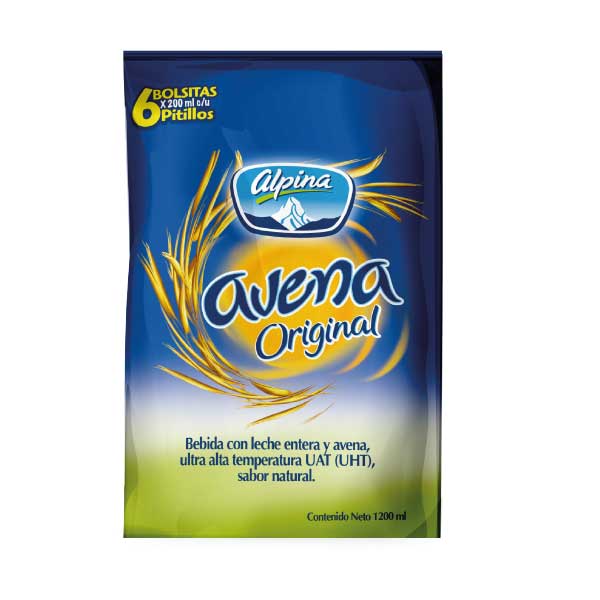 6 BOLSITAS
X 200 ml c/u
Pitillos
alpina
avena
Original
Bebida con leche entera y avena,
ultra alta temperatura UAT (UHT),
sabor natural.
Contenido Neto 1200 ml